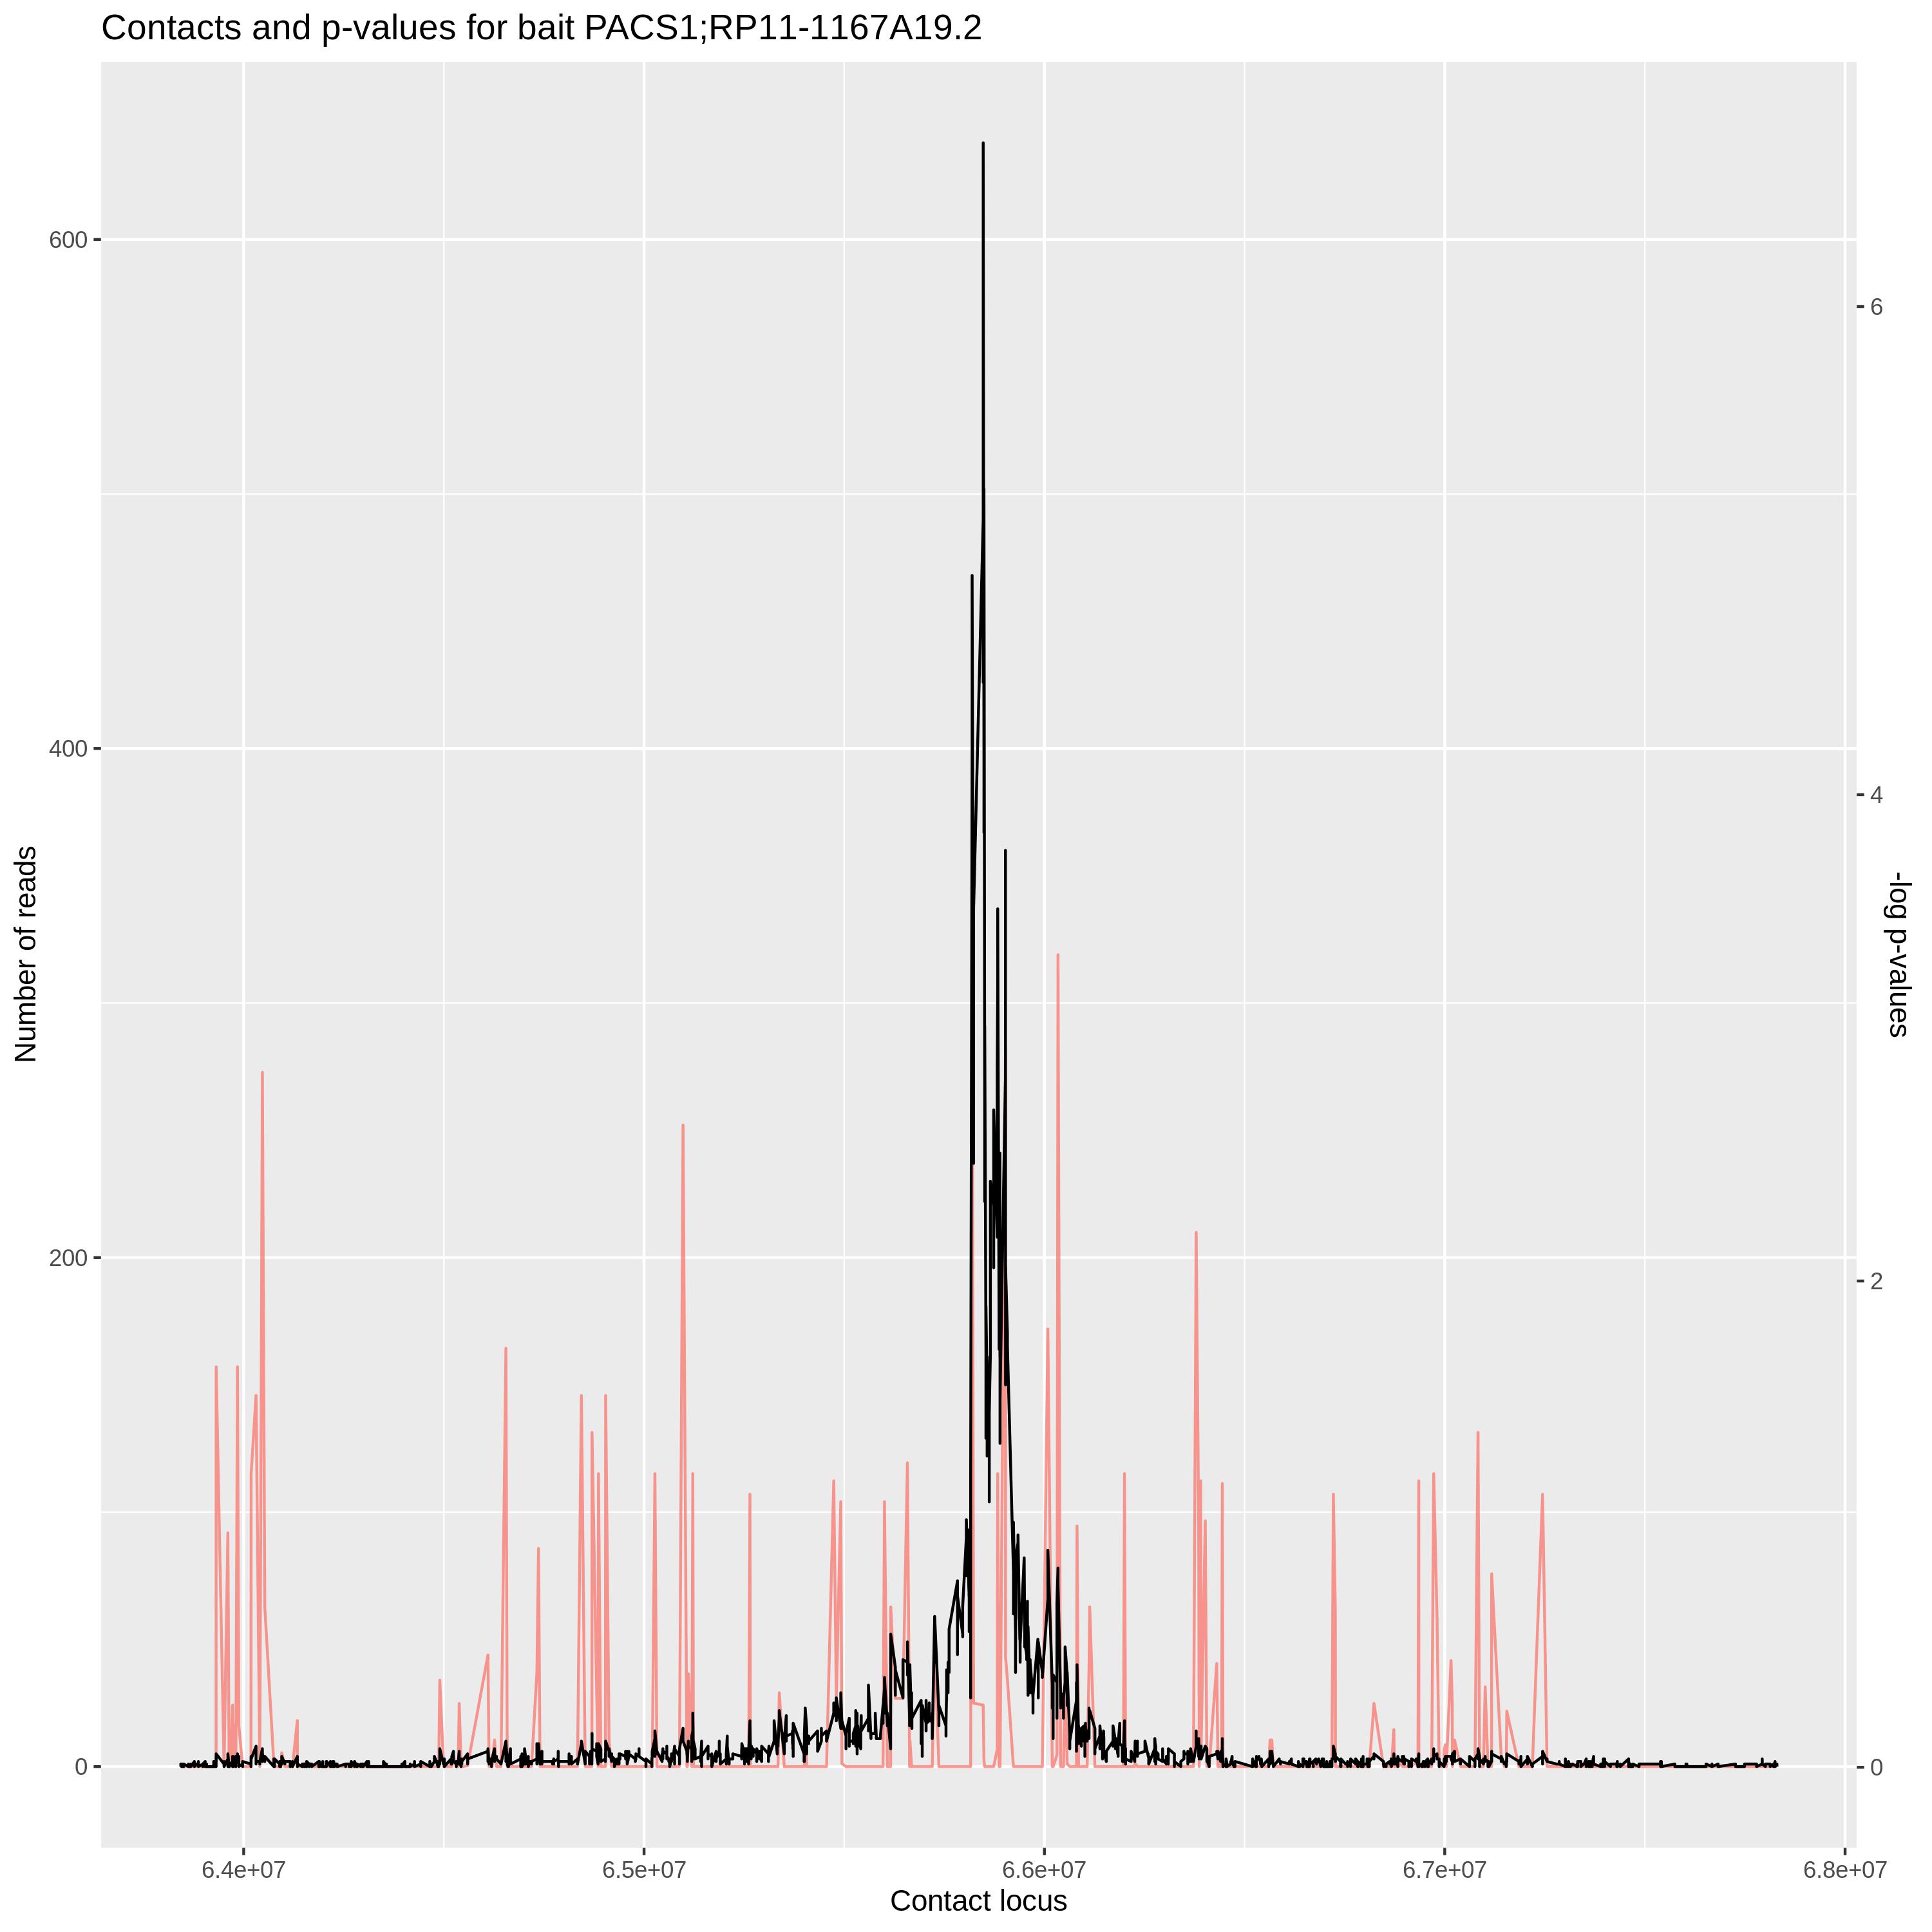 Contacts and p-values for bait PACS1;RP11-1167A19.2
600
400
200
0
Number of reads
6
4
2
0
-log p-values
6.4e+07 6.5e+07 6.6e+07 6.7e+07 6.8e+07
Contact locus